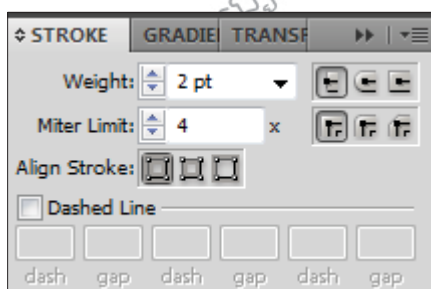 STROKE GRADIE TRANSF
Weight: 2 pt
Miter Limit: 4 x
Align Stroke:
Dashed Line
dash gap dash gap dash gap